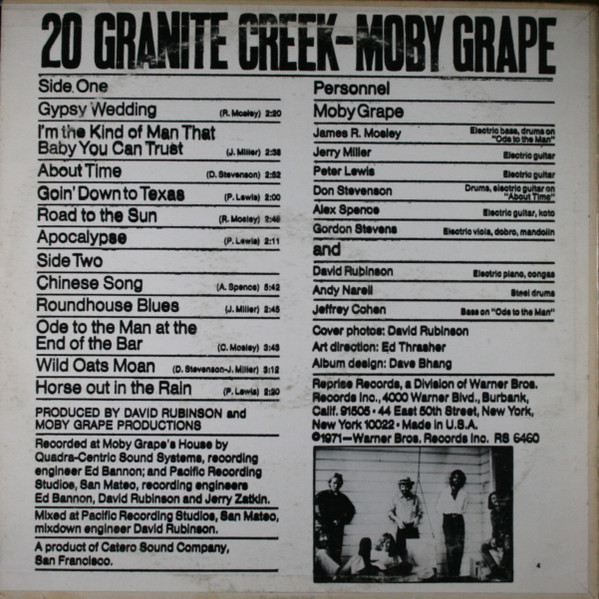 20 GRANITE CREEK-MOBY GRAPE
Side One
Gypsy Wedding (R. Mosley) 2:20
I'm the Kind of Man That
Baby You Can Trust (J. Miller) 2:38
About Time (D. Stevenson) 2:52
Goin' Down to Texas (P. Lewis) 2:00
Road to the Sun (R. Mosley) 2:48
Apocalypse (P. Lewis) 2:11
Side Two
Chinese Song (A. Spence) 5:42
Roundhouse Blues (J. Miller) 2:45
Ode to the Man at the
End of the Bar (C. Mosley) 3:43
Wild Oats Moan (D. Stevenson-J. Miller) 3:12
Horse out in the Rain (P. Lewis) 2:20
PRODUCED BY DAVID RUBINSON and
MOBY GRAPE PRODUCTIONS
Recorded at Moby Grape's House by
Quadra-Centric Sound Systems, recording
engineer Ed Bannon; and Pacific Recording
Studios, San Mateo, recording engineers
Ed Bannon, David Rubinson and Jerry Zatkin.
Mixed at Pacific Recording Studios, San Mateo,
mixdown engineer David Rubinson.
A product of Catero Sound Company,
San Francisco.
Personnel
Moby Grape
James R. Mosley Electric bass, drums on
"Ode to the Man"
Jerry Miller Electric guitar
Peter Lewis Electric guitar
Don Stevenson Drums, electric guitar on
"About Time"
Alex Spence Electric guitar, koto
Gordon Stevens Electric viola, dobro, mandolin
and
David Rubinson Electric piano, congas
Andy Narell Steel drums
Jeffrey Cohen Bass on "Ode to the Man"
Cover photos: David Rubinson
Art direction: Ed Thrasher
Album design: Dave Bhang
Reprise Records, a Division of Warner Bros.
Records Inc., 4000 Warner Blvd., Burbank,
Calif. 91505 • 44 East 50th Street, New York,
New York 10022 • Made in U.S.A.
℗1971—Warner Bros. Records Inc. RS 6460
4